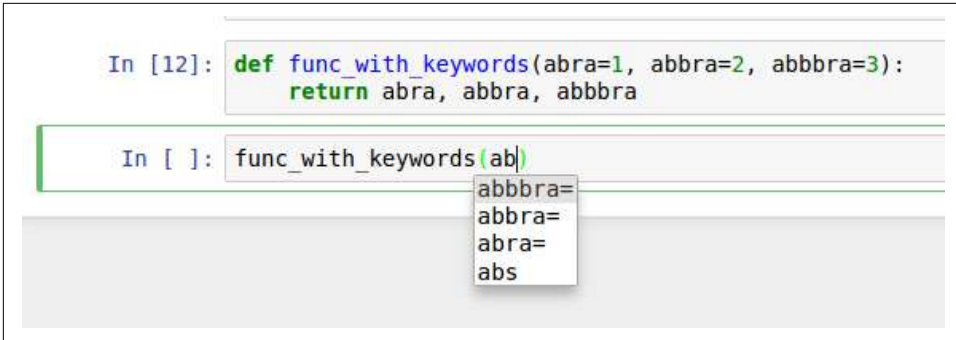 In [12]: def func_with_keywords(abra=1, abbra=2, abbbra=3):
return abra, abbra, abbbra
In [ ]: func_with_keywords(ab)
abbbra=
abbra=
abra=
abs